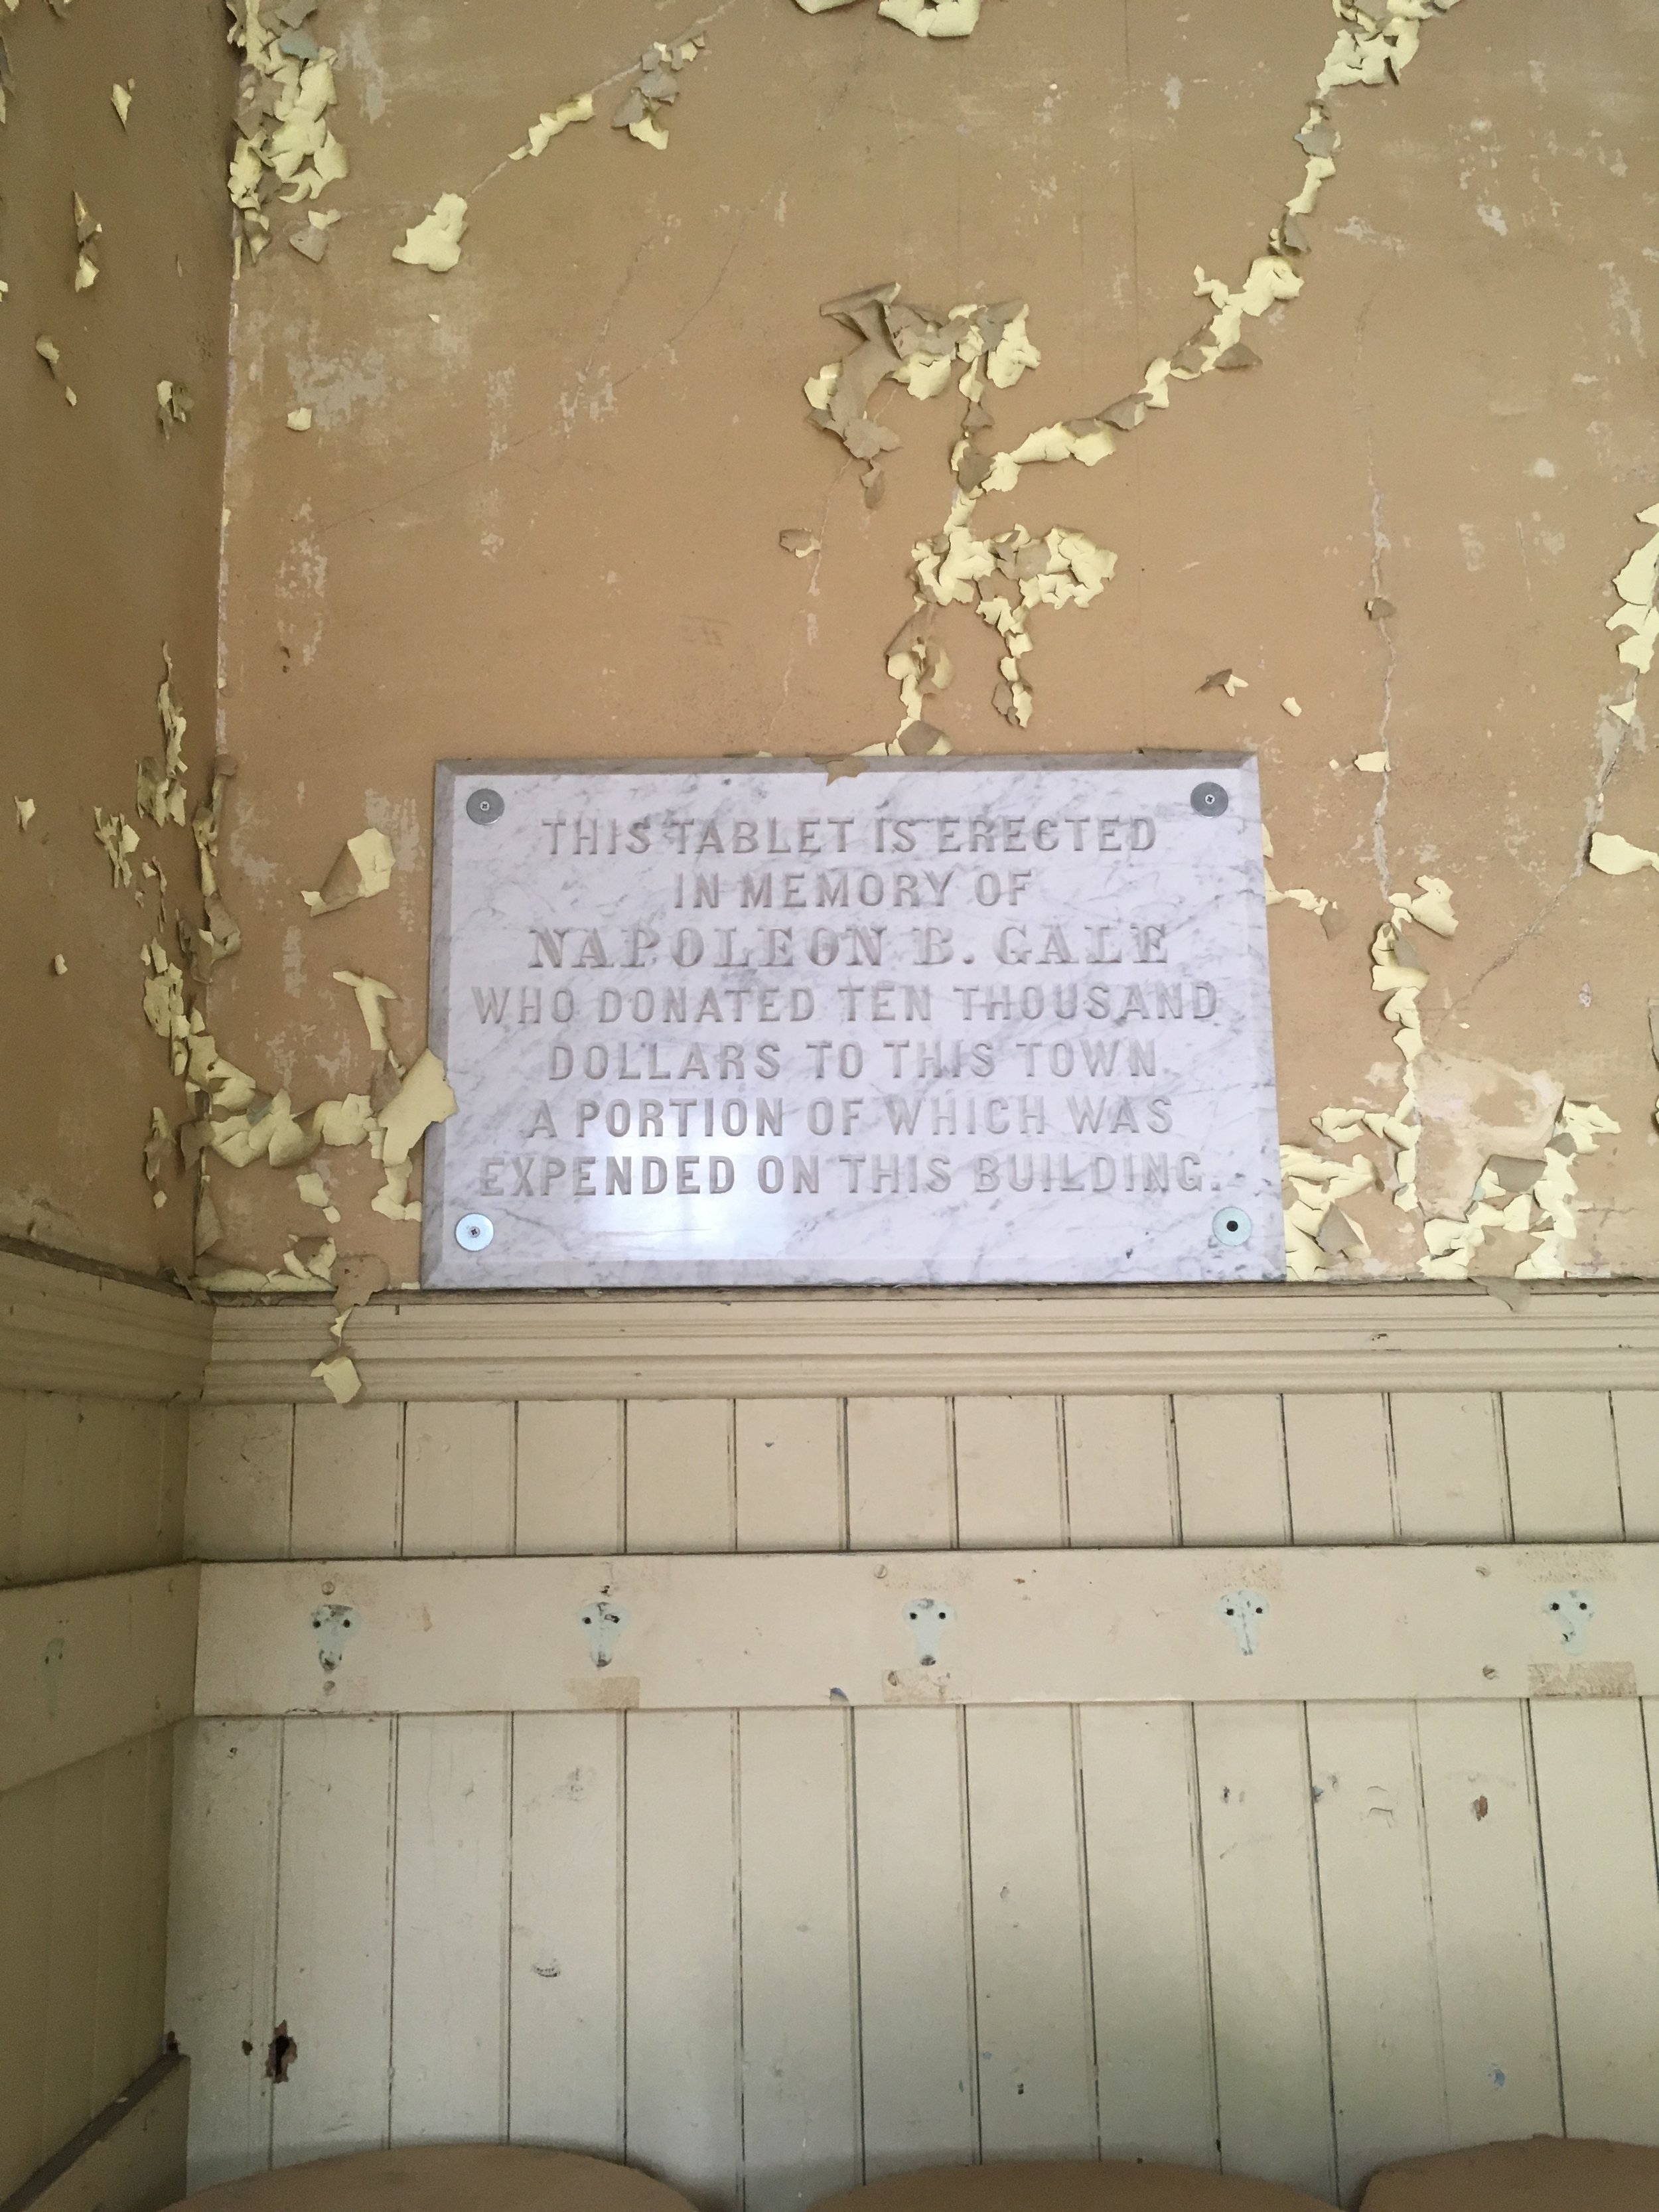 THIS TABLET IS ERECTED
IN MEMORY OF
NAPOLEON B. GALE
WHO DONATED TEN THOUSAND
DOLLARS TO THIS TOWN.
A PORTION OF WHICH WAS
EXPENDED ON THIS BUILDING.